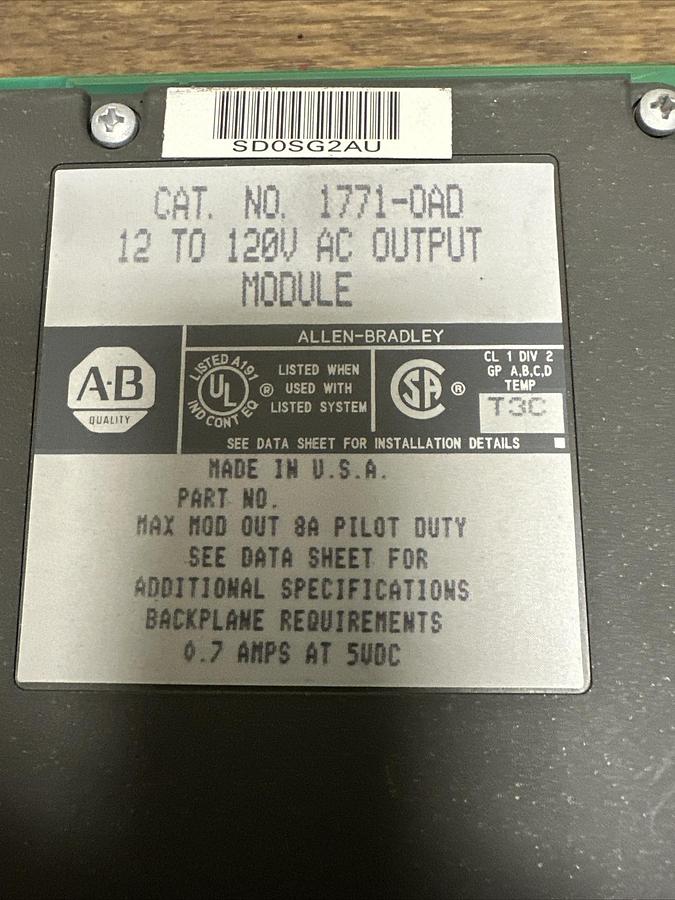 SD0SG2AU
CAT. NO. 1771-OAD
12 TO 120V AC OUTPUT
MODULE
ALLEN-BRADLEY
A-B
QUALITY
LISTED A191
UL
IND CONT EQ
®
LISTED WHEN
USED WITH
LISTED SYSTEM
SA
®
CL 1 DIV 2
GP A,B,C,D
TEMP
T3C
SEE DATA SHEET FOR INSTALLATION DETAILS
MADE IN U.S.A.
PART NO.
MAX MOD OUT 8A PILOT DUTY
SEE DATA SHEET FOR
ADDITIONAL SPECIFICATIONS
BACKPLANE REQUIREMENTS
0.7 AMPS AT 5VDC